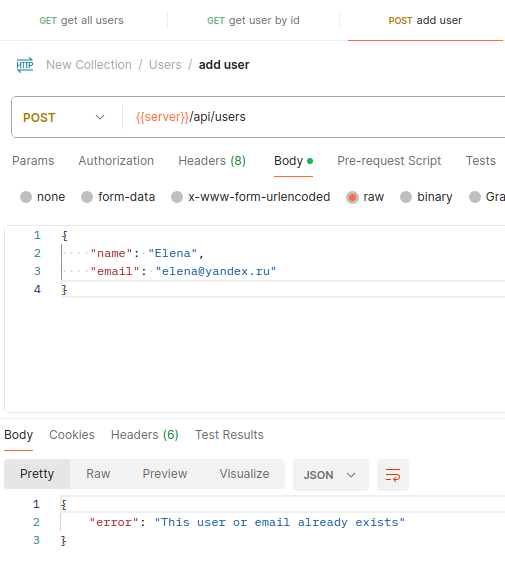 GET get all users GET get user by id POST add user
HTTP New Collection / Users / add user
POST {{server}}/api/users
Params Authorization Headers (8) Body Pre-request Script Tests
none form-data x-www-form-urlencoded raw binary Gra
1 {
2 ····"name":·"Elena",
3 ····"email":·"elena@yandex.ru"
4 }
Body Cookies Headers (6) Test Results
Pretty Raw Preview Visualize JSON
1 {
2 "error": "This user or email already exists"
3 }